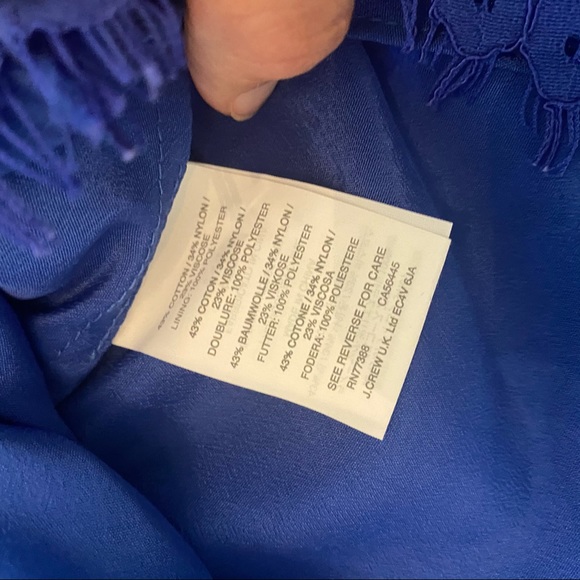 43% COTTON / 34% NYLON /
23% VISCOSE
LINING: 100% POLYESTER
43% COTON / 34% NYLON /
23% VISCOSE
DOUBLURE: 100% POLYESTER
43% BAUMWOLLE / 34% NYLON /
23% VISKOSE
FUTTER: 100% POLYESTER
43% COTONE / 34% NYLON /
23% VISCOSA
FODERA: 100% POLIESTERE
SEE REVERSE FOR CARE
RN77388 CA56445
J.CREW U.K. Ltd EC4V 6JA